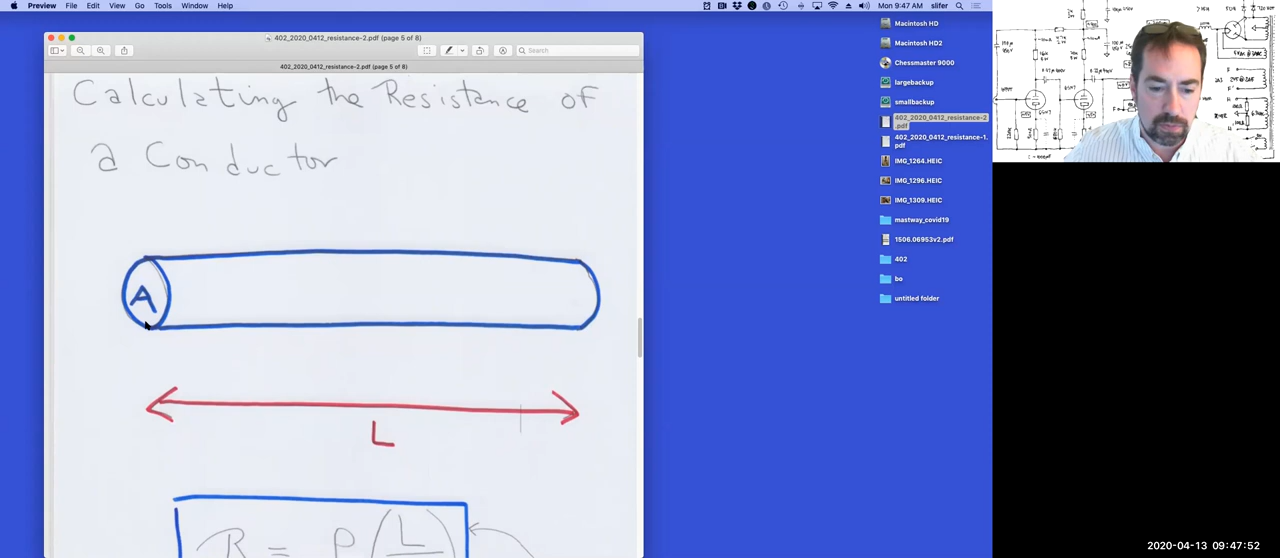 Preview File Edit View Go Tools Window Help
Mon 9:47 AM slifer
402_2020_0412_resistance-2.pdf (page 5 of 8)
Search
402_2020_0412_resistance-2.pdf (page 5 of 8)
Calculating the Resistance of
a Conductor
A
L
R = ρ (L
Macintosh HD
Macintosh HD2
Chessmaster 9000
largebackup
smallbackup
402_2020_0412_resistance-2
.pdf
402_2020_0412_resistance-1.
pdf
IMG_1264.HEIC
IMG_1296.HEIC
IMG_1309.HEIC
mastway_covid19
1506.06953v2.pdf
402
bo
untitled folder
2020-04-13 09:47:52